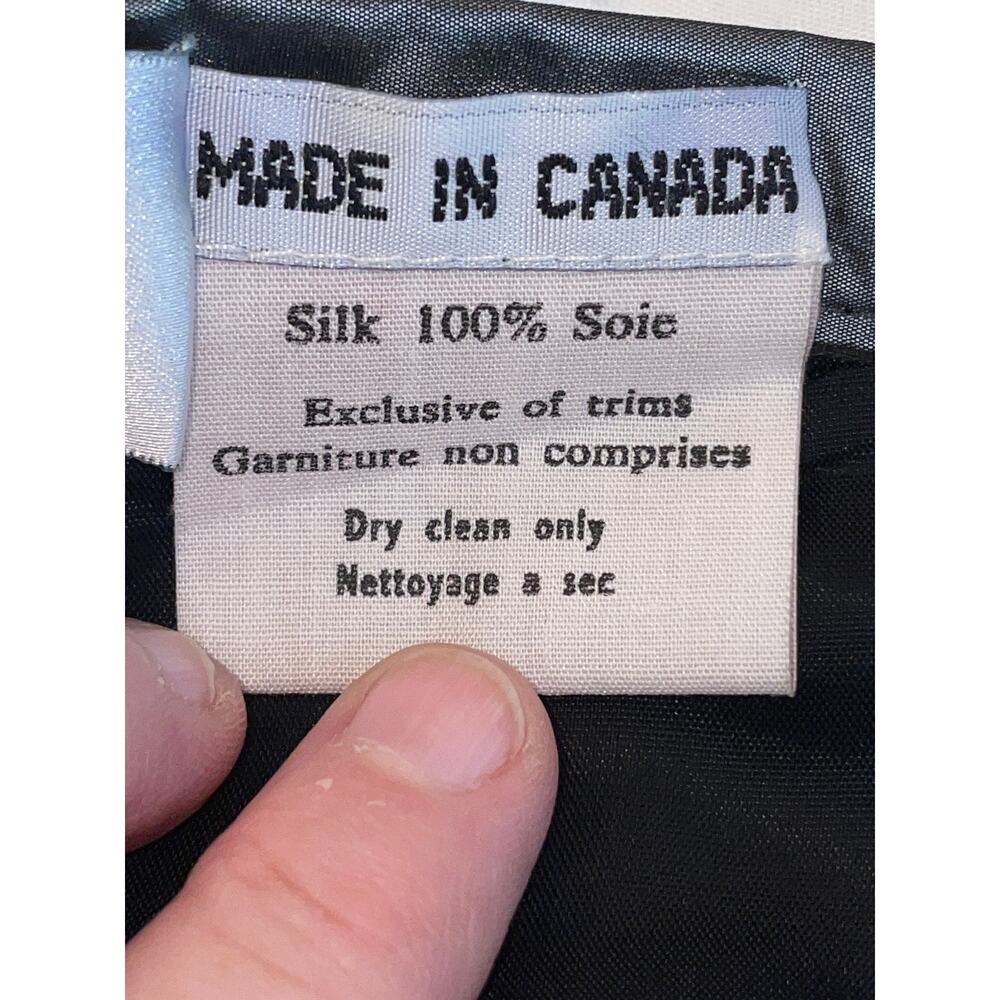 MADE IN CANADA
Silk 100% Soie
Exclusive of trims
Garniture non comprises
Dry clean only
Nettoyage a sec